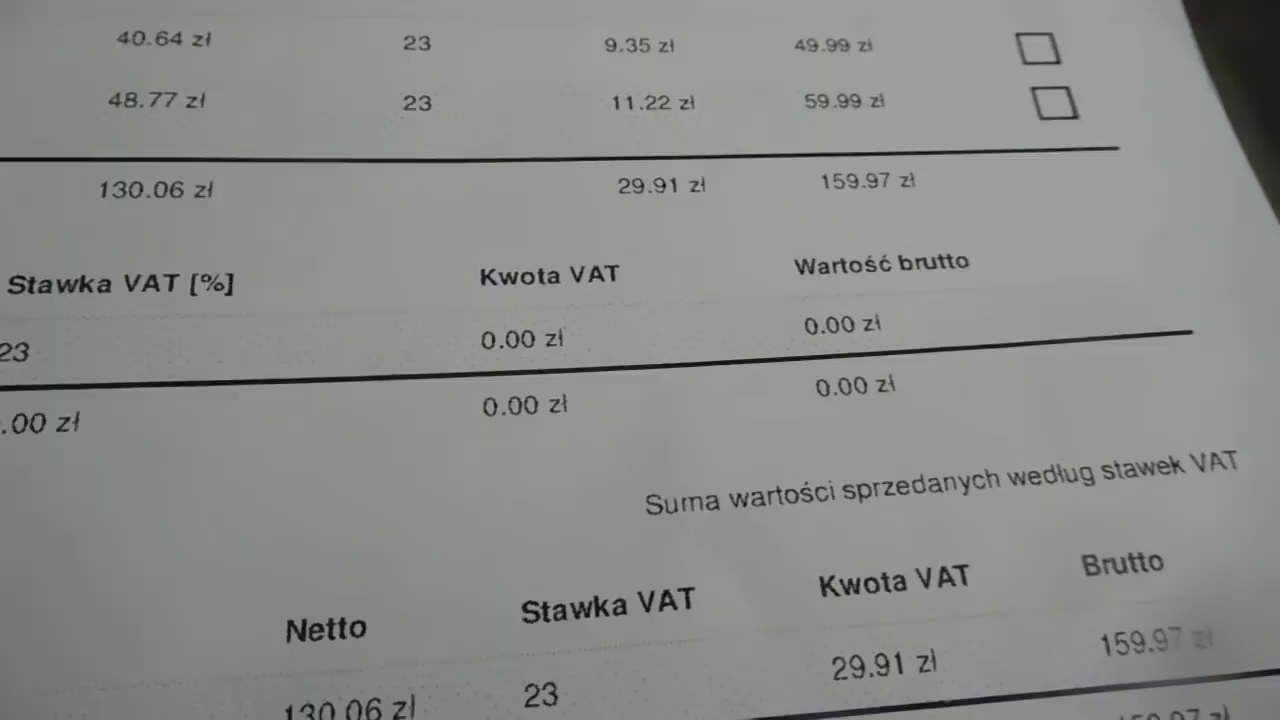 40.64 zł 23 9.35 zł 49.99 zł
48.77 zł 23 11.22 zł 59.99 zł
130.06 zł 29.91 zł 159.97 zł
Stawka VAT [%] Kwota VAT Wartość brutto
23 0.00 zł 0.00 zł
.00 zł 0.00 zł 0.00 zł
Suma wartości sprzedanych według stawek VAT
Netto Stawka VAT Kwota VAT Brutto
130.06 zł 23 29.91 zł 159.97 zł